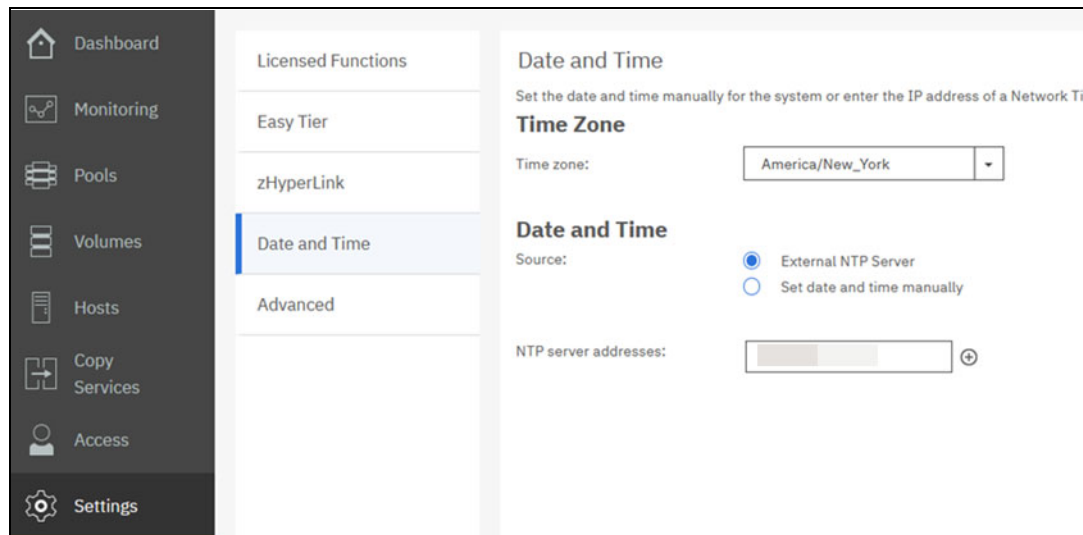 Dashboard
Monitoring
Pools
Volumes
Hosts
Copy
Services
Access
Settings
Licensed Functions
Easy Tier
zHyperLink
Date and Time
Advanced
Date and Time
Set the date and time manually for the system or enter the IP address of a Network
Time Zone
Time zone:
America/New_York
Date and Time
Source:
External NTP Server
Set date and time manually
NTP server addresses: